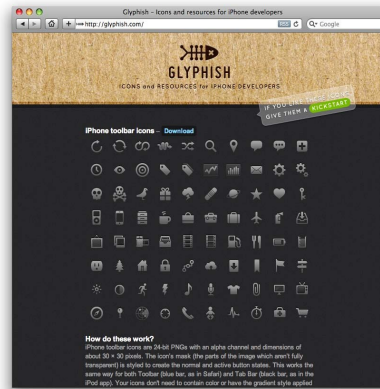 Glyphish - Icons and resources for iPhone developers
http://glyphish.com/
RSS
Google
GLYPHISH
ICONS and RESOURCES for IPHONE DEVELOPERS
IF YOU LIKE THESE ICONS
GIVE THEM A KICKSTART
iPhone toolbar icons – Download
How do these work?
iPhone toolbar icons are 24-bit PNGs with an alpha channel and dimensions of
about 30 × 30 pixels. The icon's mask (the parts of the image which aren't fully
transparent) is styled to create the normal and active button dimensions. This works the
same way for both Toolbar (blue bar, as in Safari) and Tab Bar (black bar, as in the
iPod app). Your icons don't need to contain color or have the gradient style applied